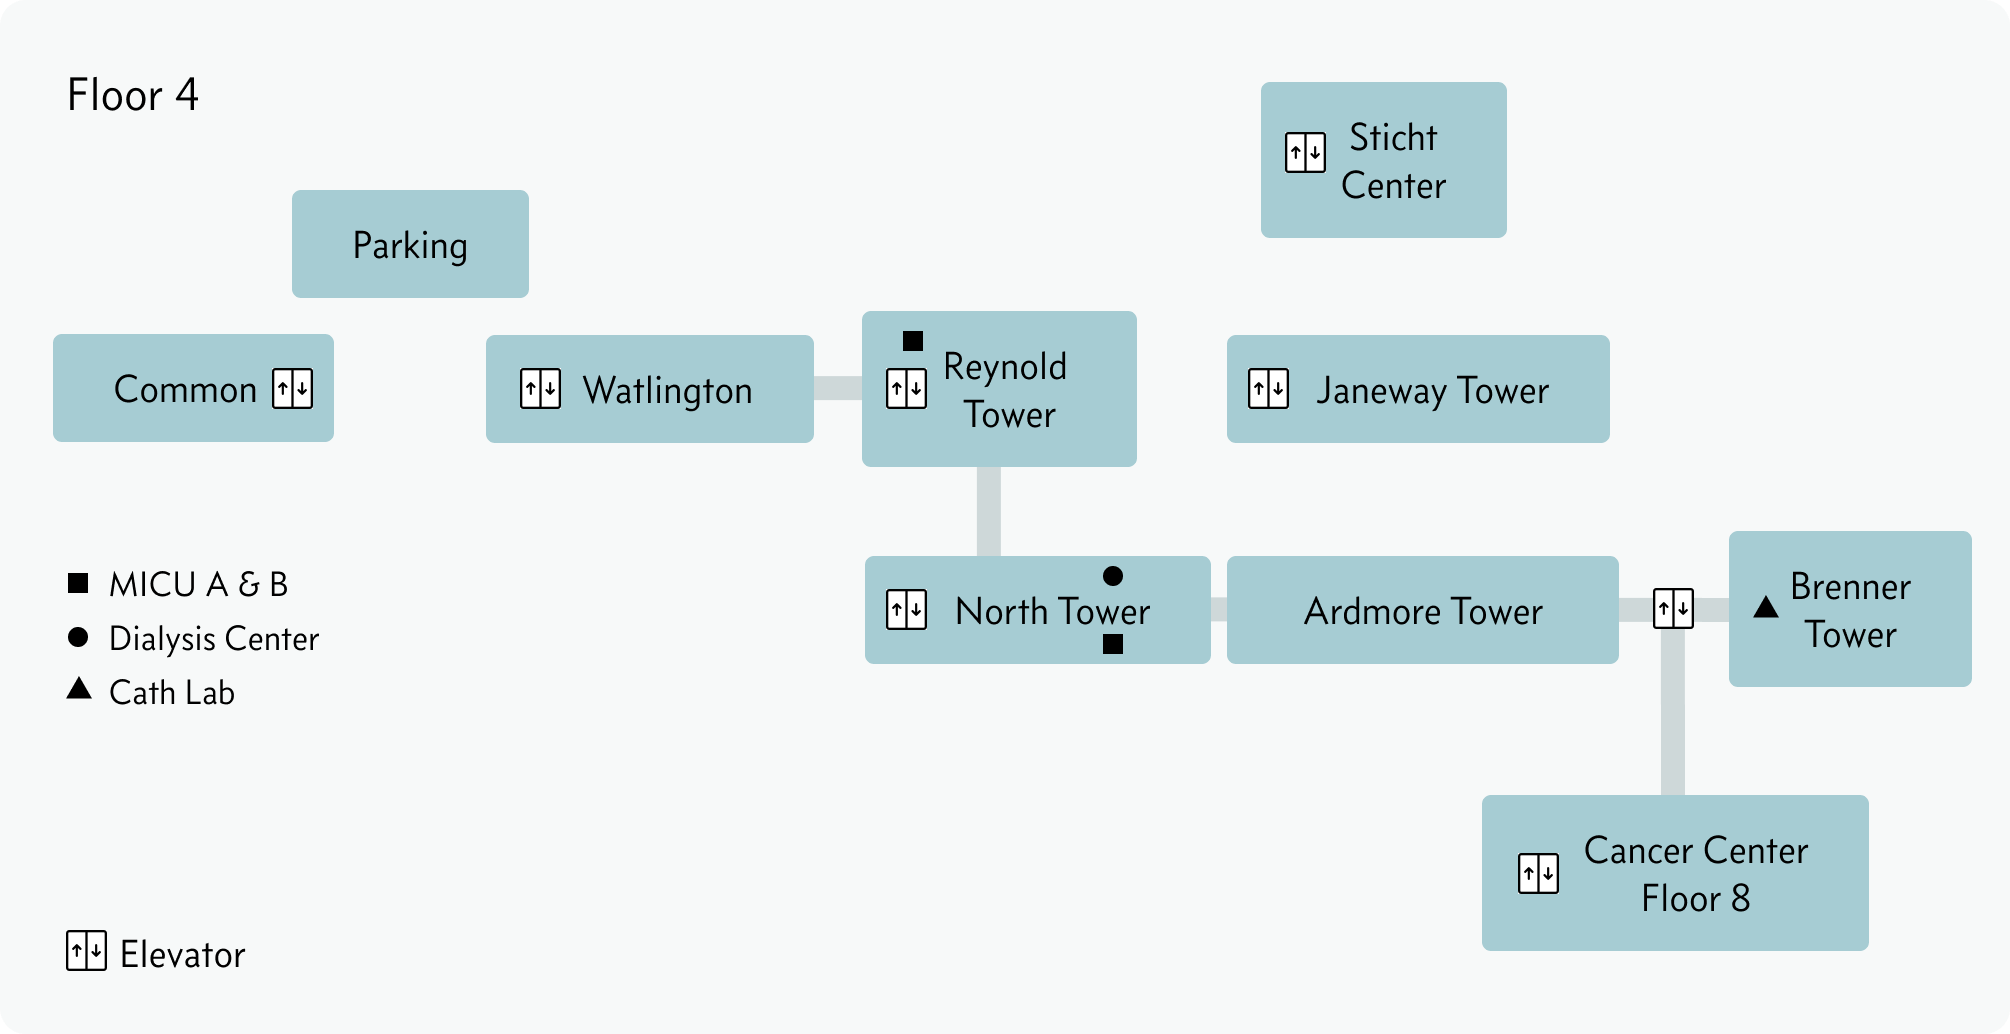 Floor 4
Sticht
Center
Parking
Common
Watlington
Reynold
Tower
Janeway Tower
MICU A & B
Dialysis Center
Cath Lab
North Tower
Ardmore Tower
Brenner
Tower
Cancer Center
Floor 8
Elevator